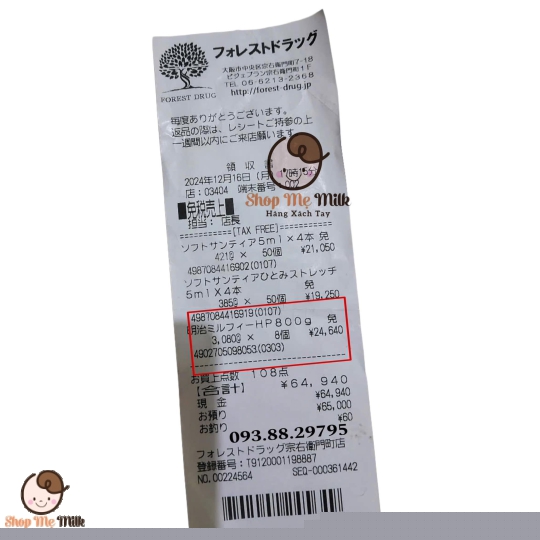 フォレストドラッグ
大阪市中央区宗右衛門町7-18
ビジュプラン宗右衛門町1F
TEL 06-6213-2368
http://forest-drug.jp
FOREST DRUG
毎度ありがとうございます。
返品の際は、レシートご持参の上
一週間以内にご来店願います
領収
2024年12月16日(月
店:03404 端末番号
Shop Mẹ Milk
Hàng Xách Tay
免税売上
担当: 店長
[TAX FREE]
ソフトサンティア5ml×4本 免
421@ × 50個 ¥21,050
4987084416902(0107)
ソフトサンティアひとみストレッチ
5ml×4本 免
385@ × 50個 ¥19,250
4987084416919(0107)
明治ミルフィーHP800g 免
3,080@ × 8個 ¥24,640
4902705098053(0303)
お買上点数 108点
【合計】 ¥64,940
現金 ¥64,940
お預り ¥65,000
お釣り ¥60
093.88.29795
フォレストドラッグ宗右衛門町店
登録番号:T9120001198887
NO.00224564 SEQ-000361442
Shop Mẹ Milk